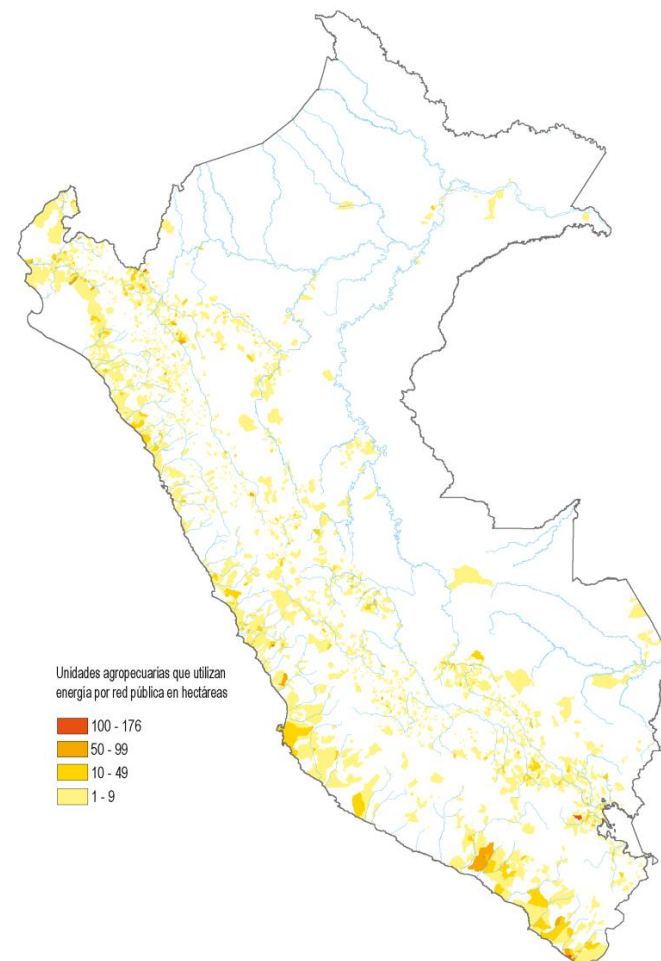 Unidades agropecuarias que utilizan
energía por red pública en hectáreas
100 - 176
50 - 99
10 - 49
1 - 9